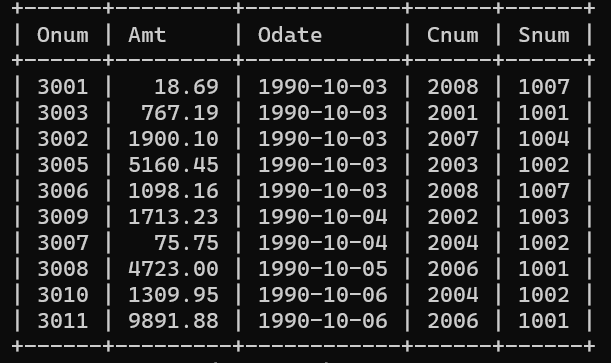 +------+---------+------------+------+------+
| Onum | Amt     | Odate      | Cnum | Snum |
+------+---------+------------+------+------+
| 3001 |   18.69 | 1990-10-03 | 2008 | 1007 |
| 3003 |  767.19 | 1990-10-03 | 2001 | 1001 |
| 3002 | 1900.10 | 1990-10-03 | 2007 | 1004 |
| 3005 | 5160.45 | 1990-10-03 | 2003 | 1002 |
| 3006 | 1098.16 | 1990-10-03 | 2008 | 1007 |
| 3009 | 1713.23 | 1990-10-04 | 2002 | 1003 |
| 3007 |   75.75 | 1990-10-04 | 2004 | 1002 |
| 3008 | 4723.00 | 1990-10-05 | 2006 | 1001 |
| 3010 | 1309.95 | 1990-10-06 | 2004 | 1002 |
| 3011 | 9891.88 | 1990-10-06 | 2006 | 1001 |
+------+---------+------------+------+------+